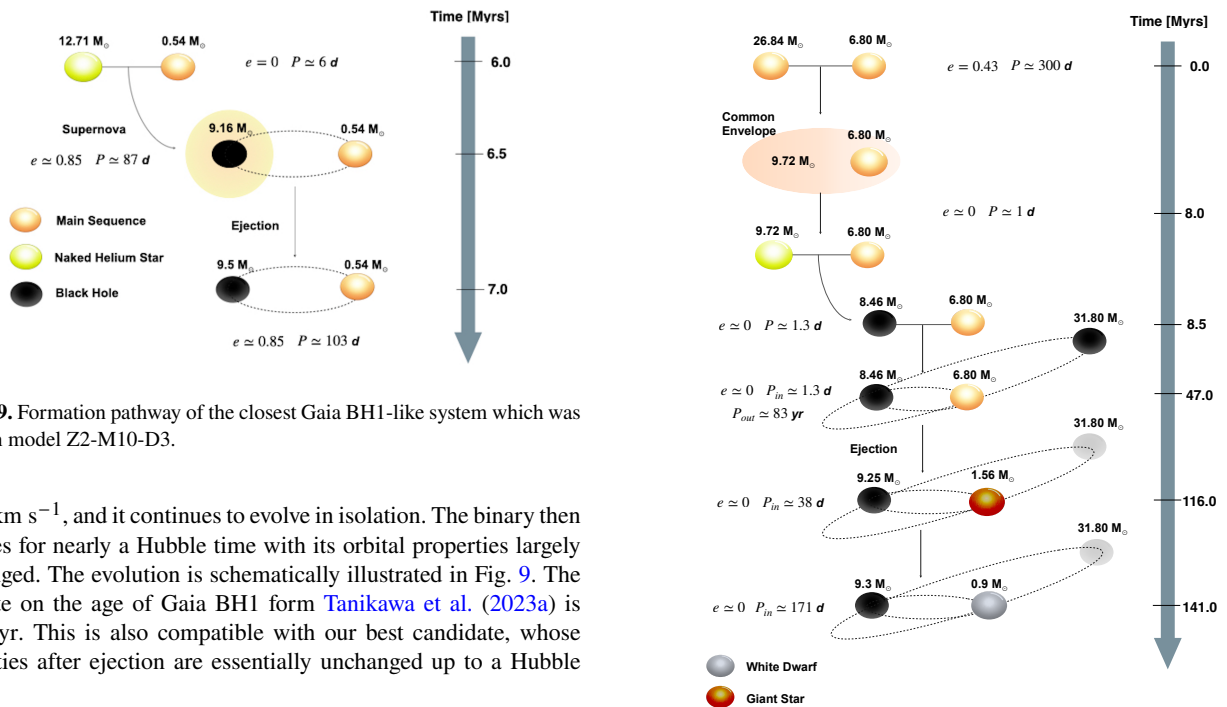 Time [Myrs]
12.71 M☉ 0.54 M☉
e = 0 P ≃ 6 d
6.0
Supernova
9.16 M☉ 0.54 M☉
e ≃ 0.85 P ≃ 87 d
6.5
Main Sequence
Ejection
Naked Helium Star
9.5 M☉ 0.54 M☉
Black Hole
7.0
e ≃ 0.85 P ≃ 103 d
9. Formation pathway of the closest Gaia BH1-like system which was
model Z2-M10-D3.
km s⁻¹, and it continues to evolve in isolation. The binary then
es for nearly a Hubble time with its orbital properties largely
ged. The evolution is schematically illustrated in Fig. 9. The
te on the age of Gaia BH1 form Tanikawa et al. (2023a) is
yr. This is also compatible with our best candidate, whose
ties after ejection are essentially unchanged up to a Hubble
Time [Myrs]
26.84 M☉ 6.80 M☉
e = 0.43 P ≃ 300 d
0.0
Common
Envelope
6.80 M☉
9.72 M☉
e ≃ 0 P ≃ 1 d
8.0
9.72 M☉ 6.80 M☉
8.46 M☉ 6.80 M☉
31.80 M☉
e ≃ 0 P ≃ 1.3 d
8.5
8.46 M☉ 6.80 M☉
e ≃ 0 P_in ≃ 1.3 d
47.0
P_out ≃ 83 yr
31.80 M☉
Ejection
9.25 M☉ 1.56 M☉
e ≃ 0 P_in ≃ 38 d
116.0
31.80 M☉
9.3 M☉ 0.9 M☉
e ≃ 0 P_in ≃ 171 d
141.0
White Dwarf
Giant Star